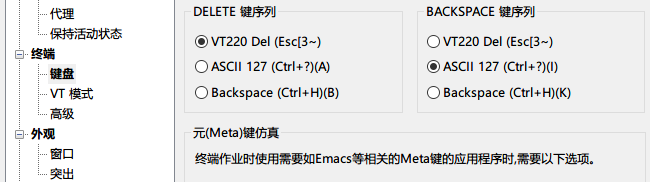 代理
保持活动状态
终端
键盘
VT 模式
高级
外观
窗口
突出
DELETE 键序列
VT220 Del (Esc[3~)
ASCII 127 (Ctrl+?)(A)
Backspace (Ctrl+H)(B)
BACKSPACE 键序列
VT220 Del (Esc[3~)
ASCII 127 (Ctrl+?)(I)
Backspace (Ctrl+H)(K)
元(Meta)键仿真
终端作业时使用需要如Emacs等相关的Meta键的应用程序时,需要以下选项。